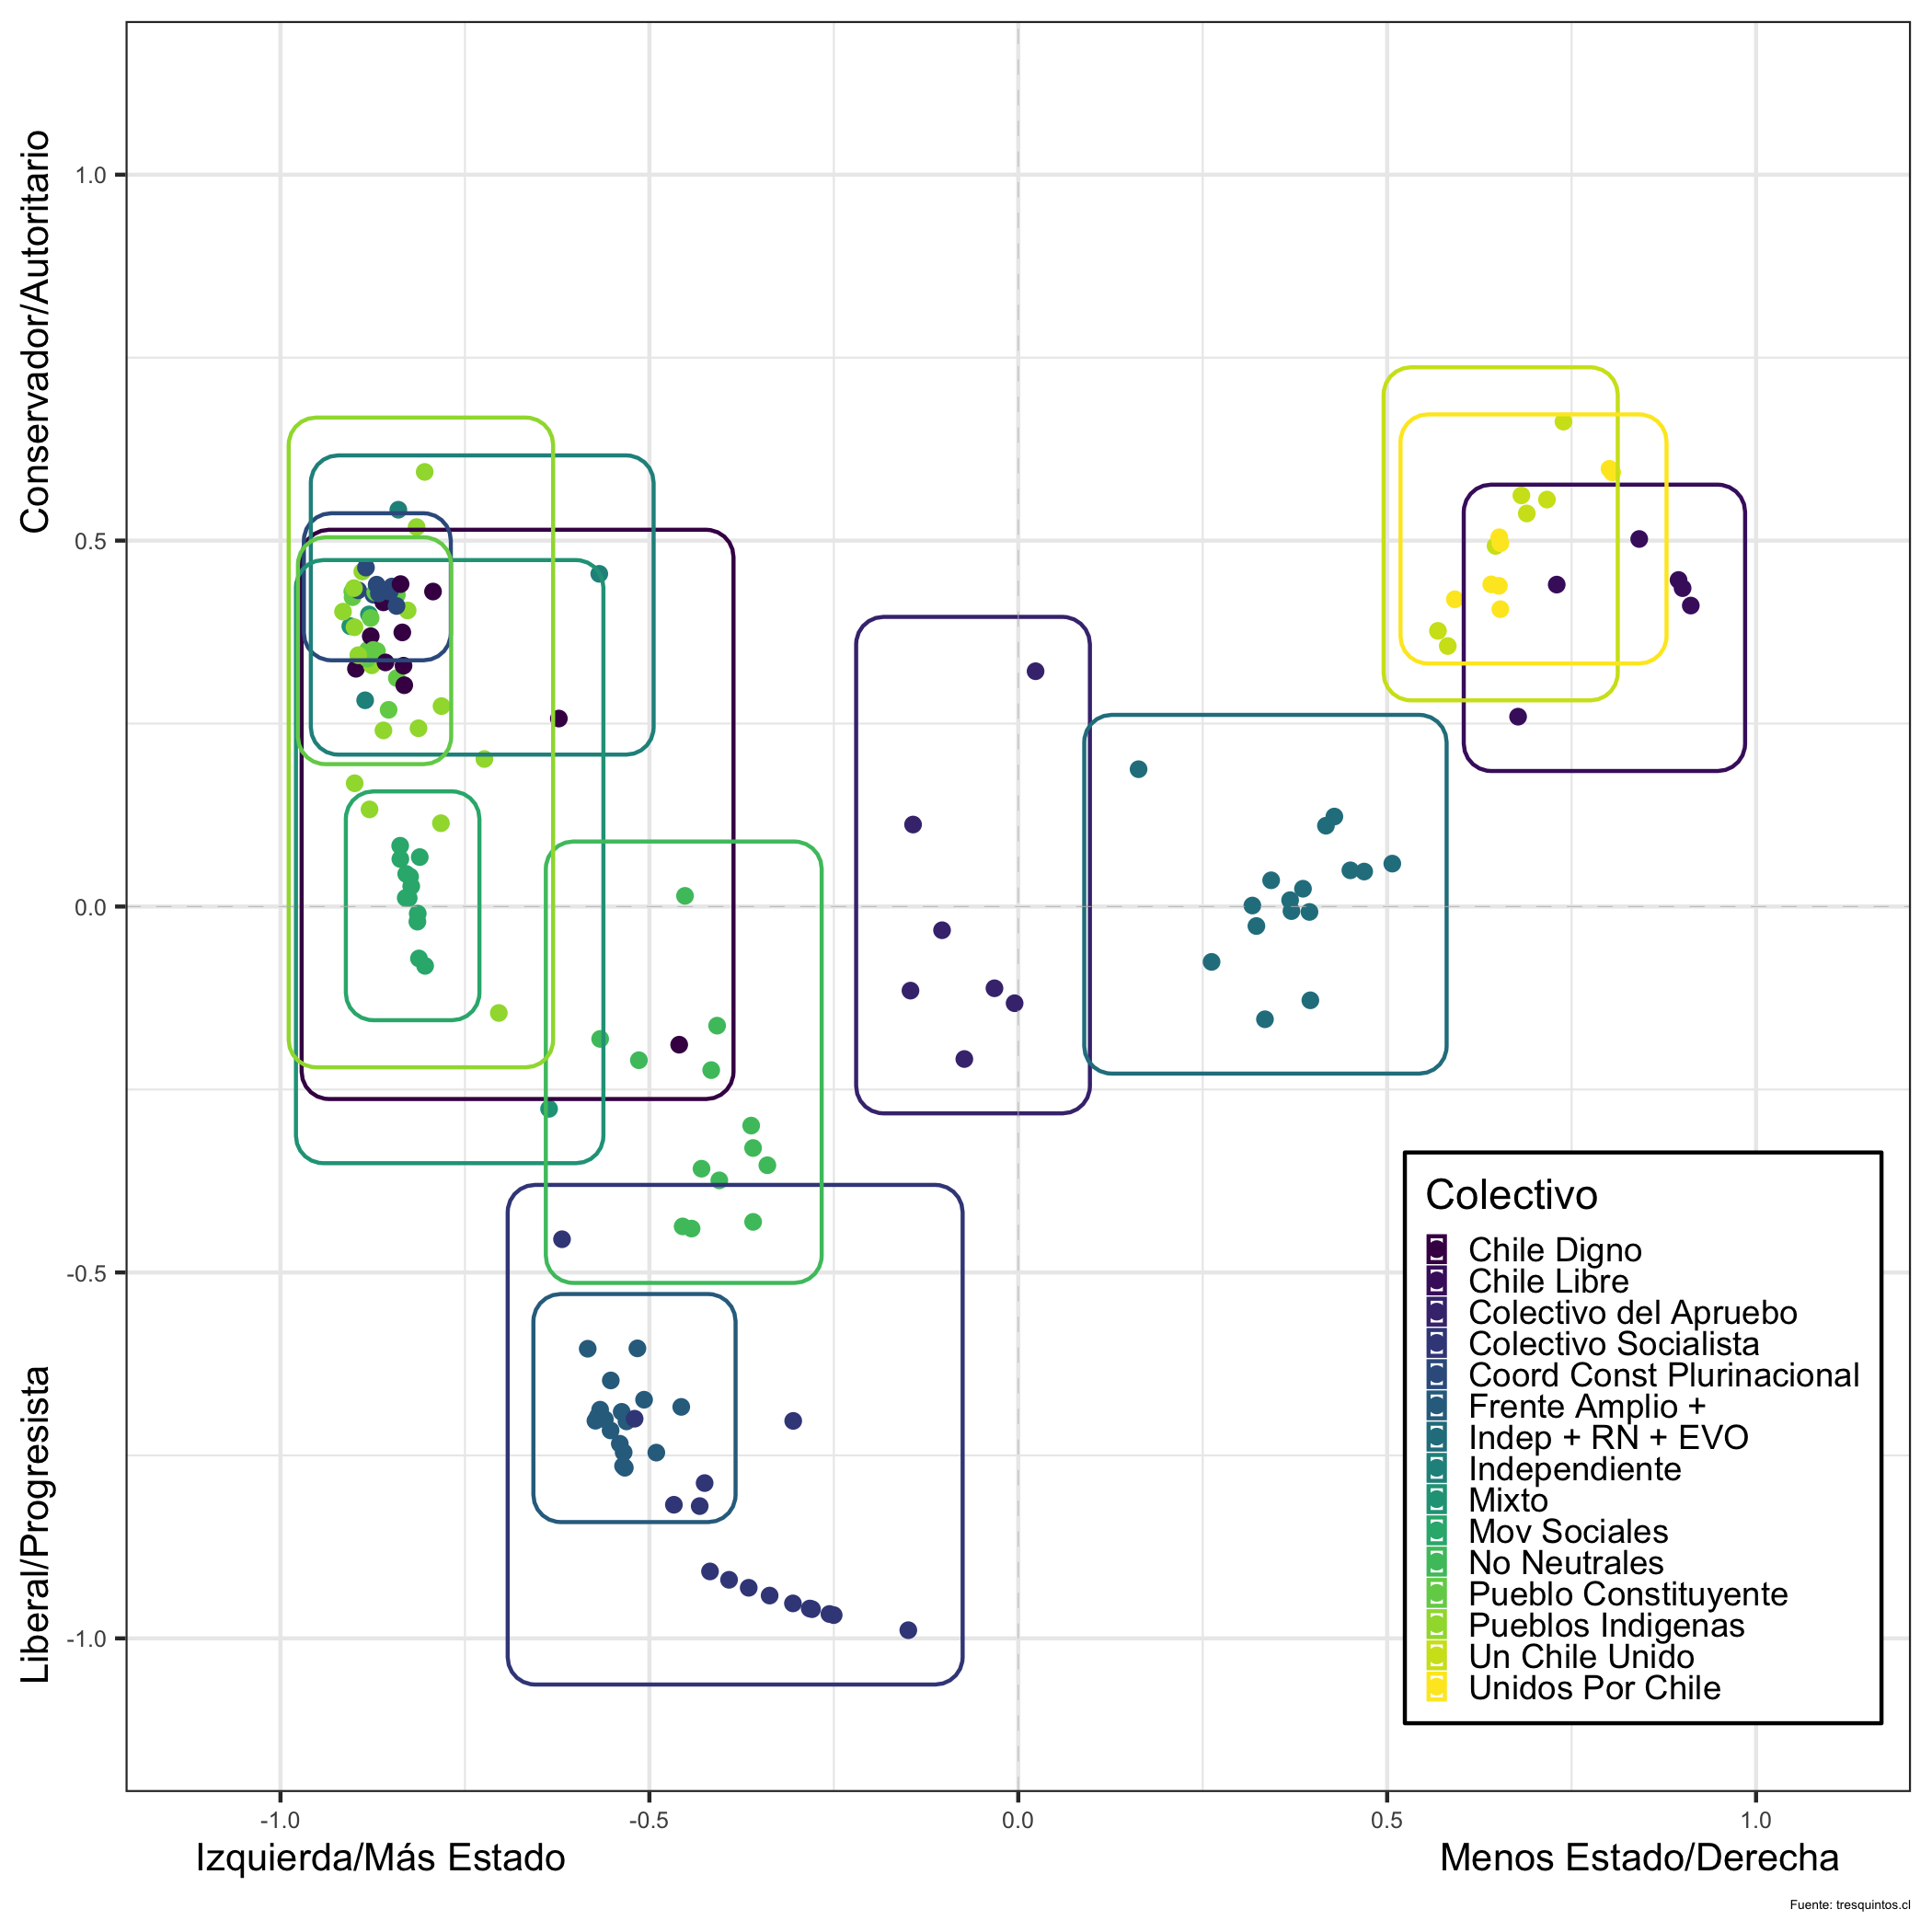 Conservador/Autoritario
Liberal/Progresista
1.0
0.5
0.0
-0.5
-1.0
-1.0
-0.5
0.0
0.5
1.0
Izquierda/Más Estado
Menos Estado/Derecha
Colectivo
Chile Digno
Chile Libre
Colectivo del Apruebo
Colectivo Socialista
Coord Const Plurinacional
Frente Amplio +
Indep + RN + EVO
Independiente
Mixto
Mov Sociales
No Neutrales
Pueblo Constituyente
Pueblos Indigenas
Un Chile Unido
Unidos Por Chile
Fuente: tresquintos.cl